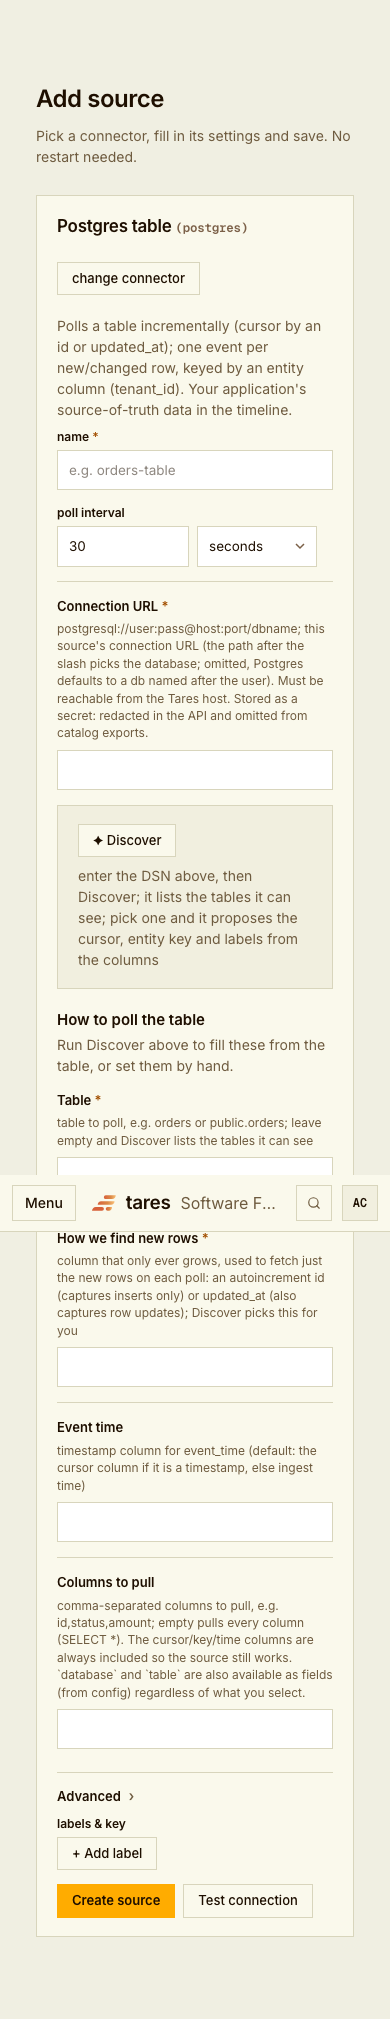 Add source
Pick a connector, fill in its settings and save. No
restart needed.
Postgres table (postgres)
change connector
Polls a table incrementally (cursor by an
id or updated_at); one event per
new/changed row, keyed by an entity
column (tenant_id). Your application's
source-of-truth data in the timeline.
name *
e.g. orders-table
poll interval
30
seconds
Connection URL *
postgresql://user:pass@host:port/dbname; this
source's connection URL (the path after the
slash picks the database; omitted, Postgres
defaults to a db named after the user). Must be
reachable from the Tares host. Stored as a
secret: redacted in the API and omitted from
catalog exports.
✦ Discover
enter the DSN above, then
Discover; it lists the tables it can
see; pick one and it proposes the
cursor, entity key and labels from
the columns
How to poll the table
Run Discover above to fill these from the
table, or set them by hand.
Table *
table to poll, e.g. orders or public.orders; leave
empty and Discover lists the tables it can see
Menu
tares
Software F...
AC
How we find new rows *
column that only ever grows, used to fetch just
the new rows on each poll: an autoincrement id
(captures inserts only) or updated_at (also
captures row updates); Discover picks this for
you
Event time
timestamp column for event_time (default: the
cursor column if it is a timestamp, else ingest
time)
Columns to pull
comma-separated columns to pull, e.g.
id,status,amount; empty pulls every column
(SELECT *). The cursor/key/time columns are
always included so the source still works.
`database` and `table` are also available as fields
(from config) regardless of what you select.
Advanced ›
labels & key
+ Add label
Create source
Test connection